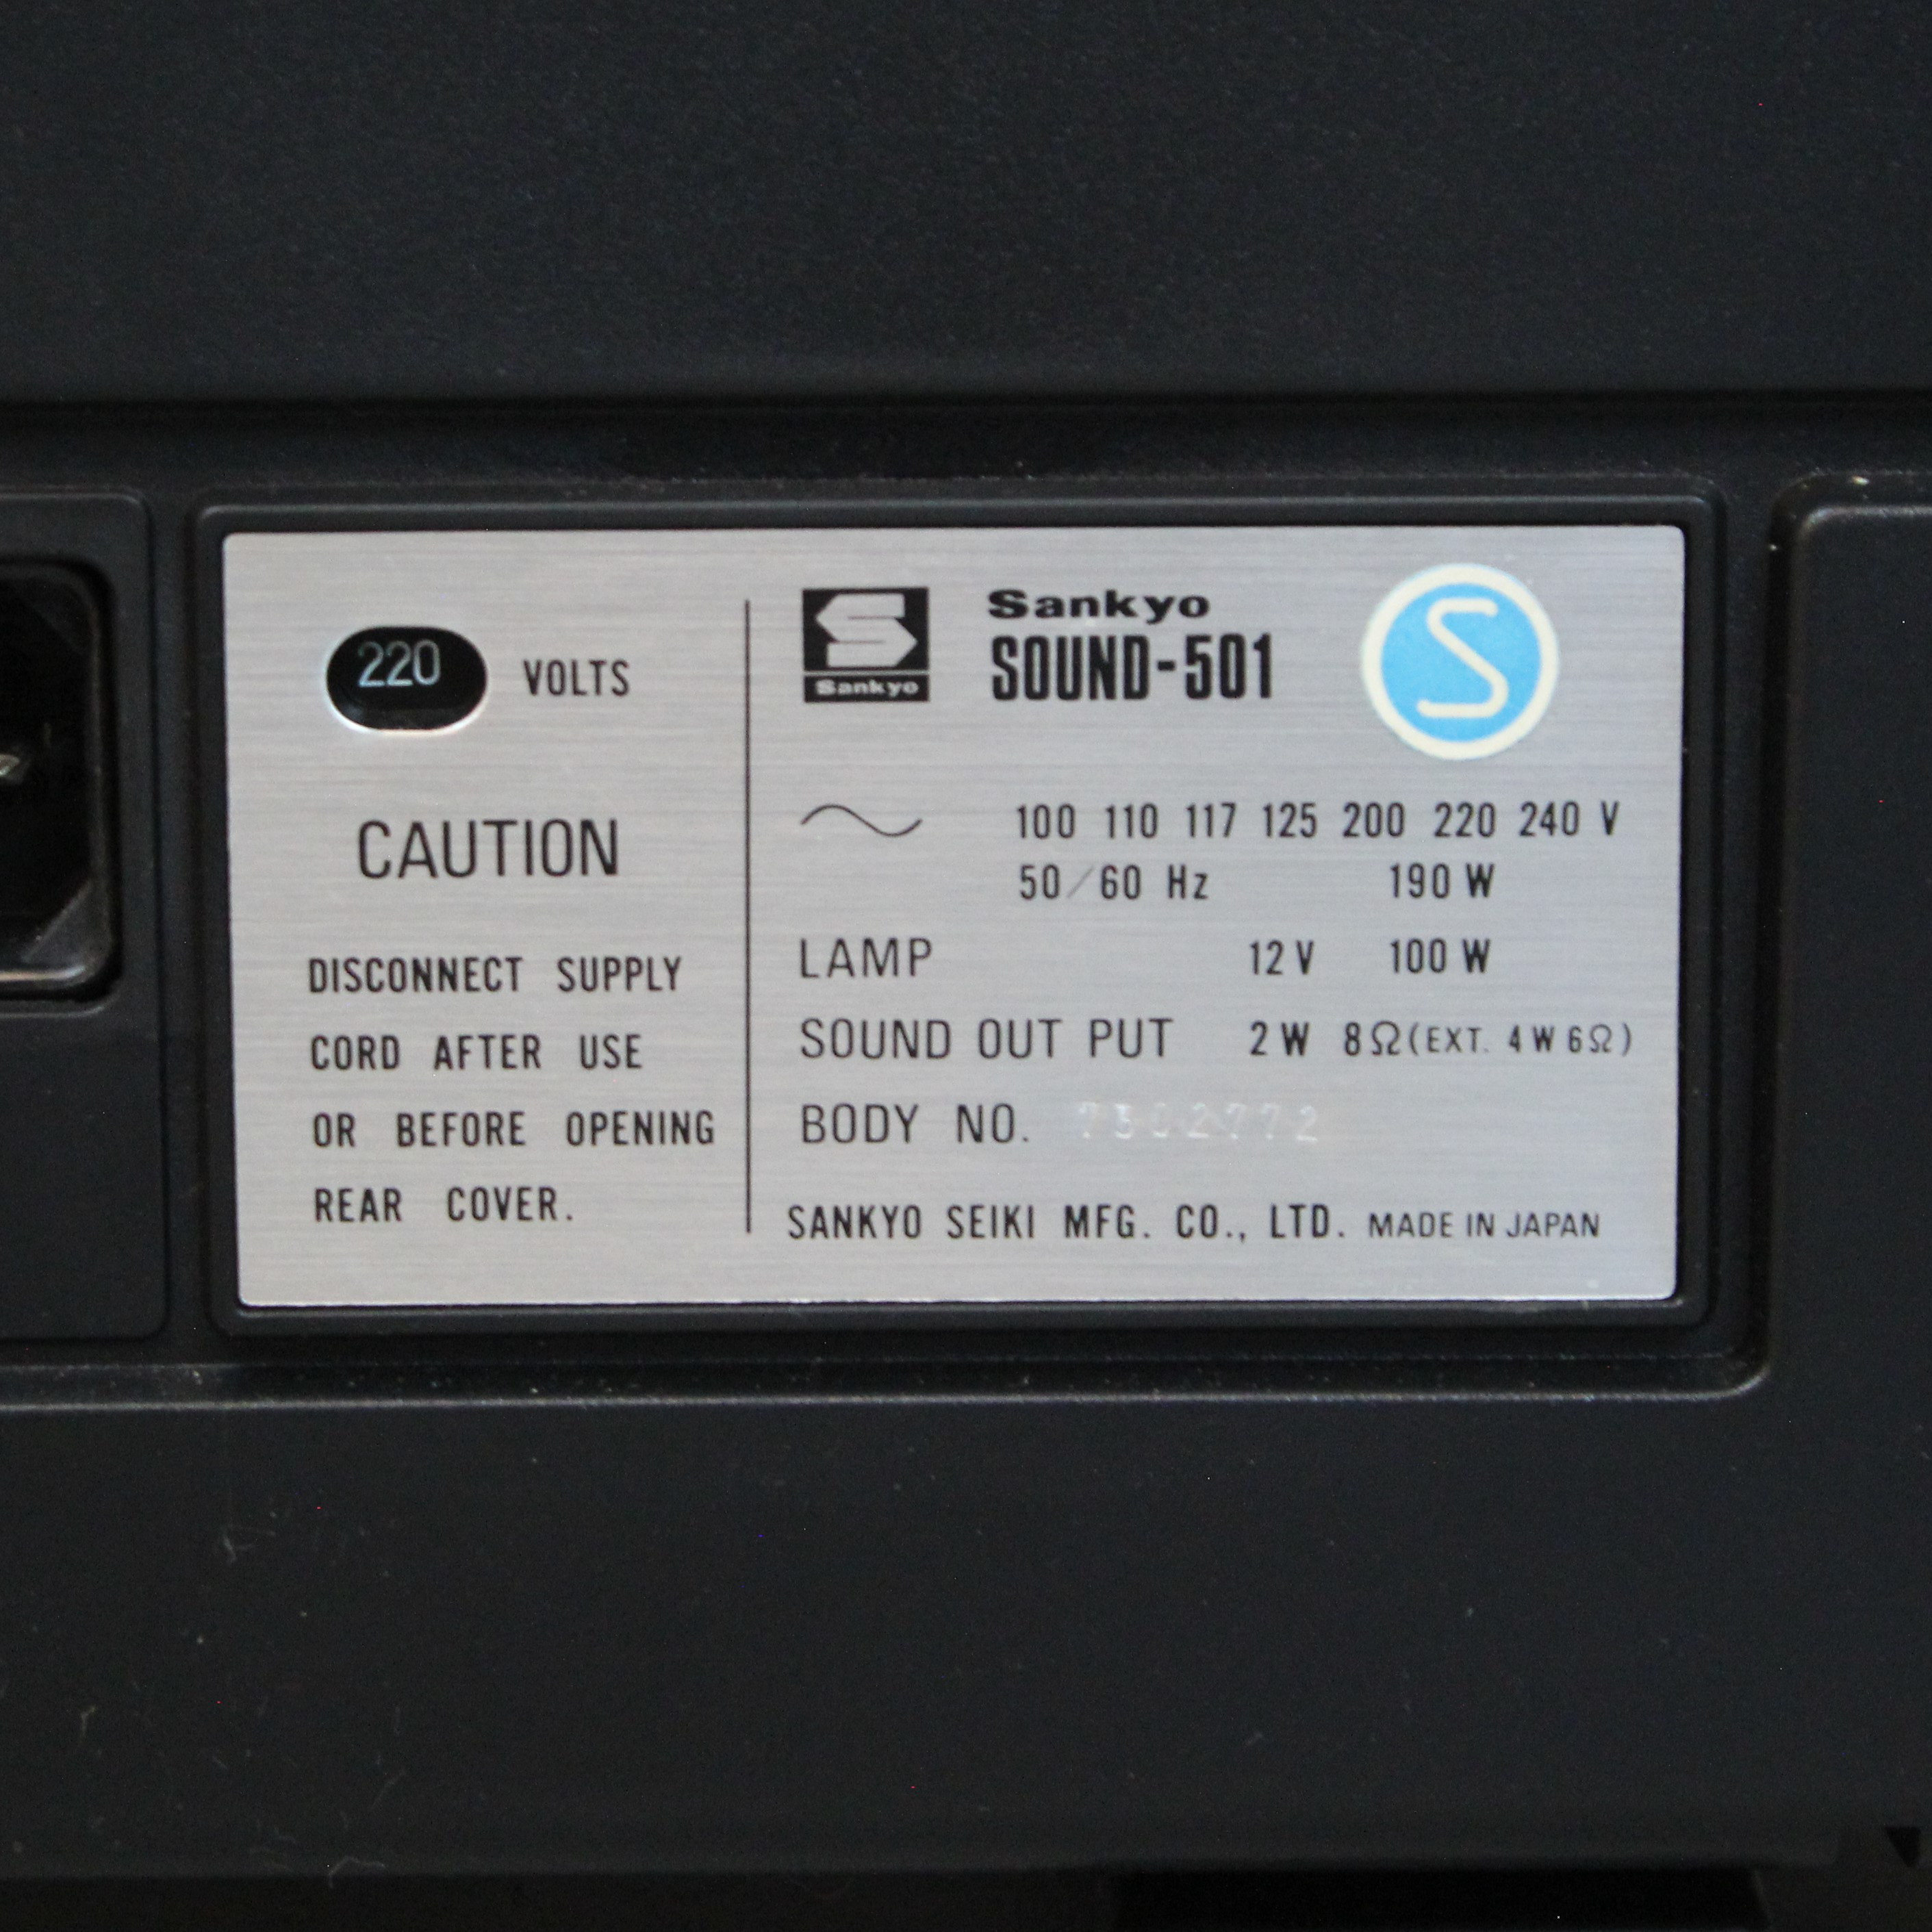 220 VOLTS
CAUTION
DISCONNECT SUPPLY
CORD AFTER USE
OR BEFORE OPENING
REAR COVER.
Sankyo
Sankyo
SOUND-501
S
100 110 117 125 200 220 240 V
50/60 Hz 190 W
LAMP 12 V 100 W
SOUND OUT PUT 2 W 8Ω (EXT. 4 W 6Ω)
BODY NO. 7302772
SANKYO SEIKI MFG. CO., LTD. MADE IN JAPAN